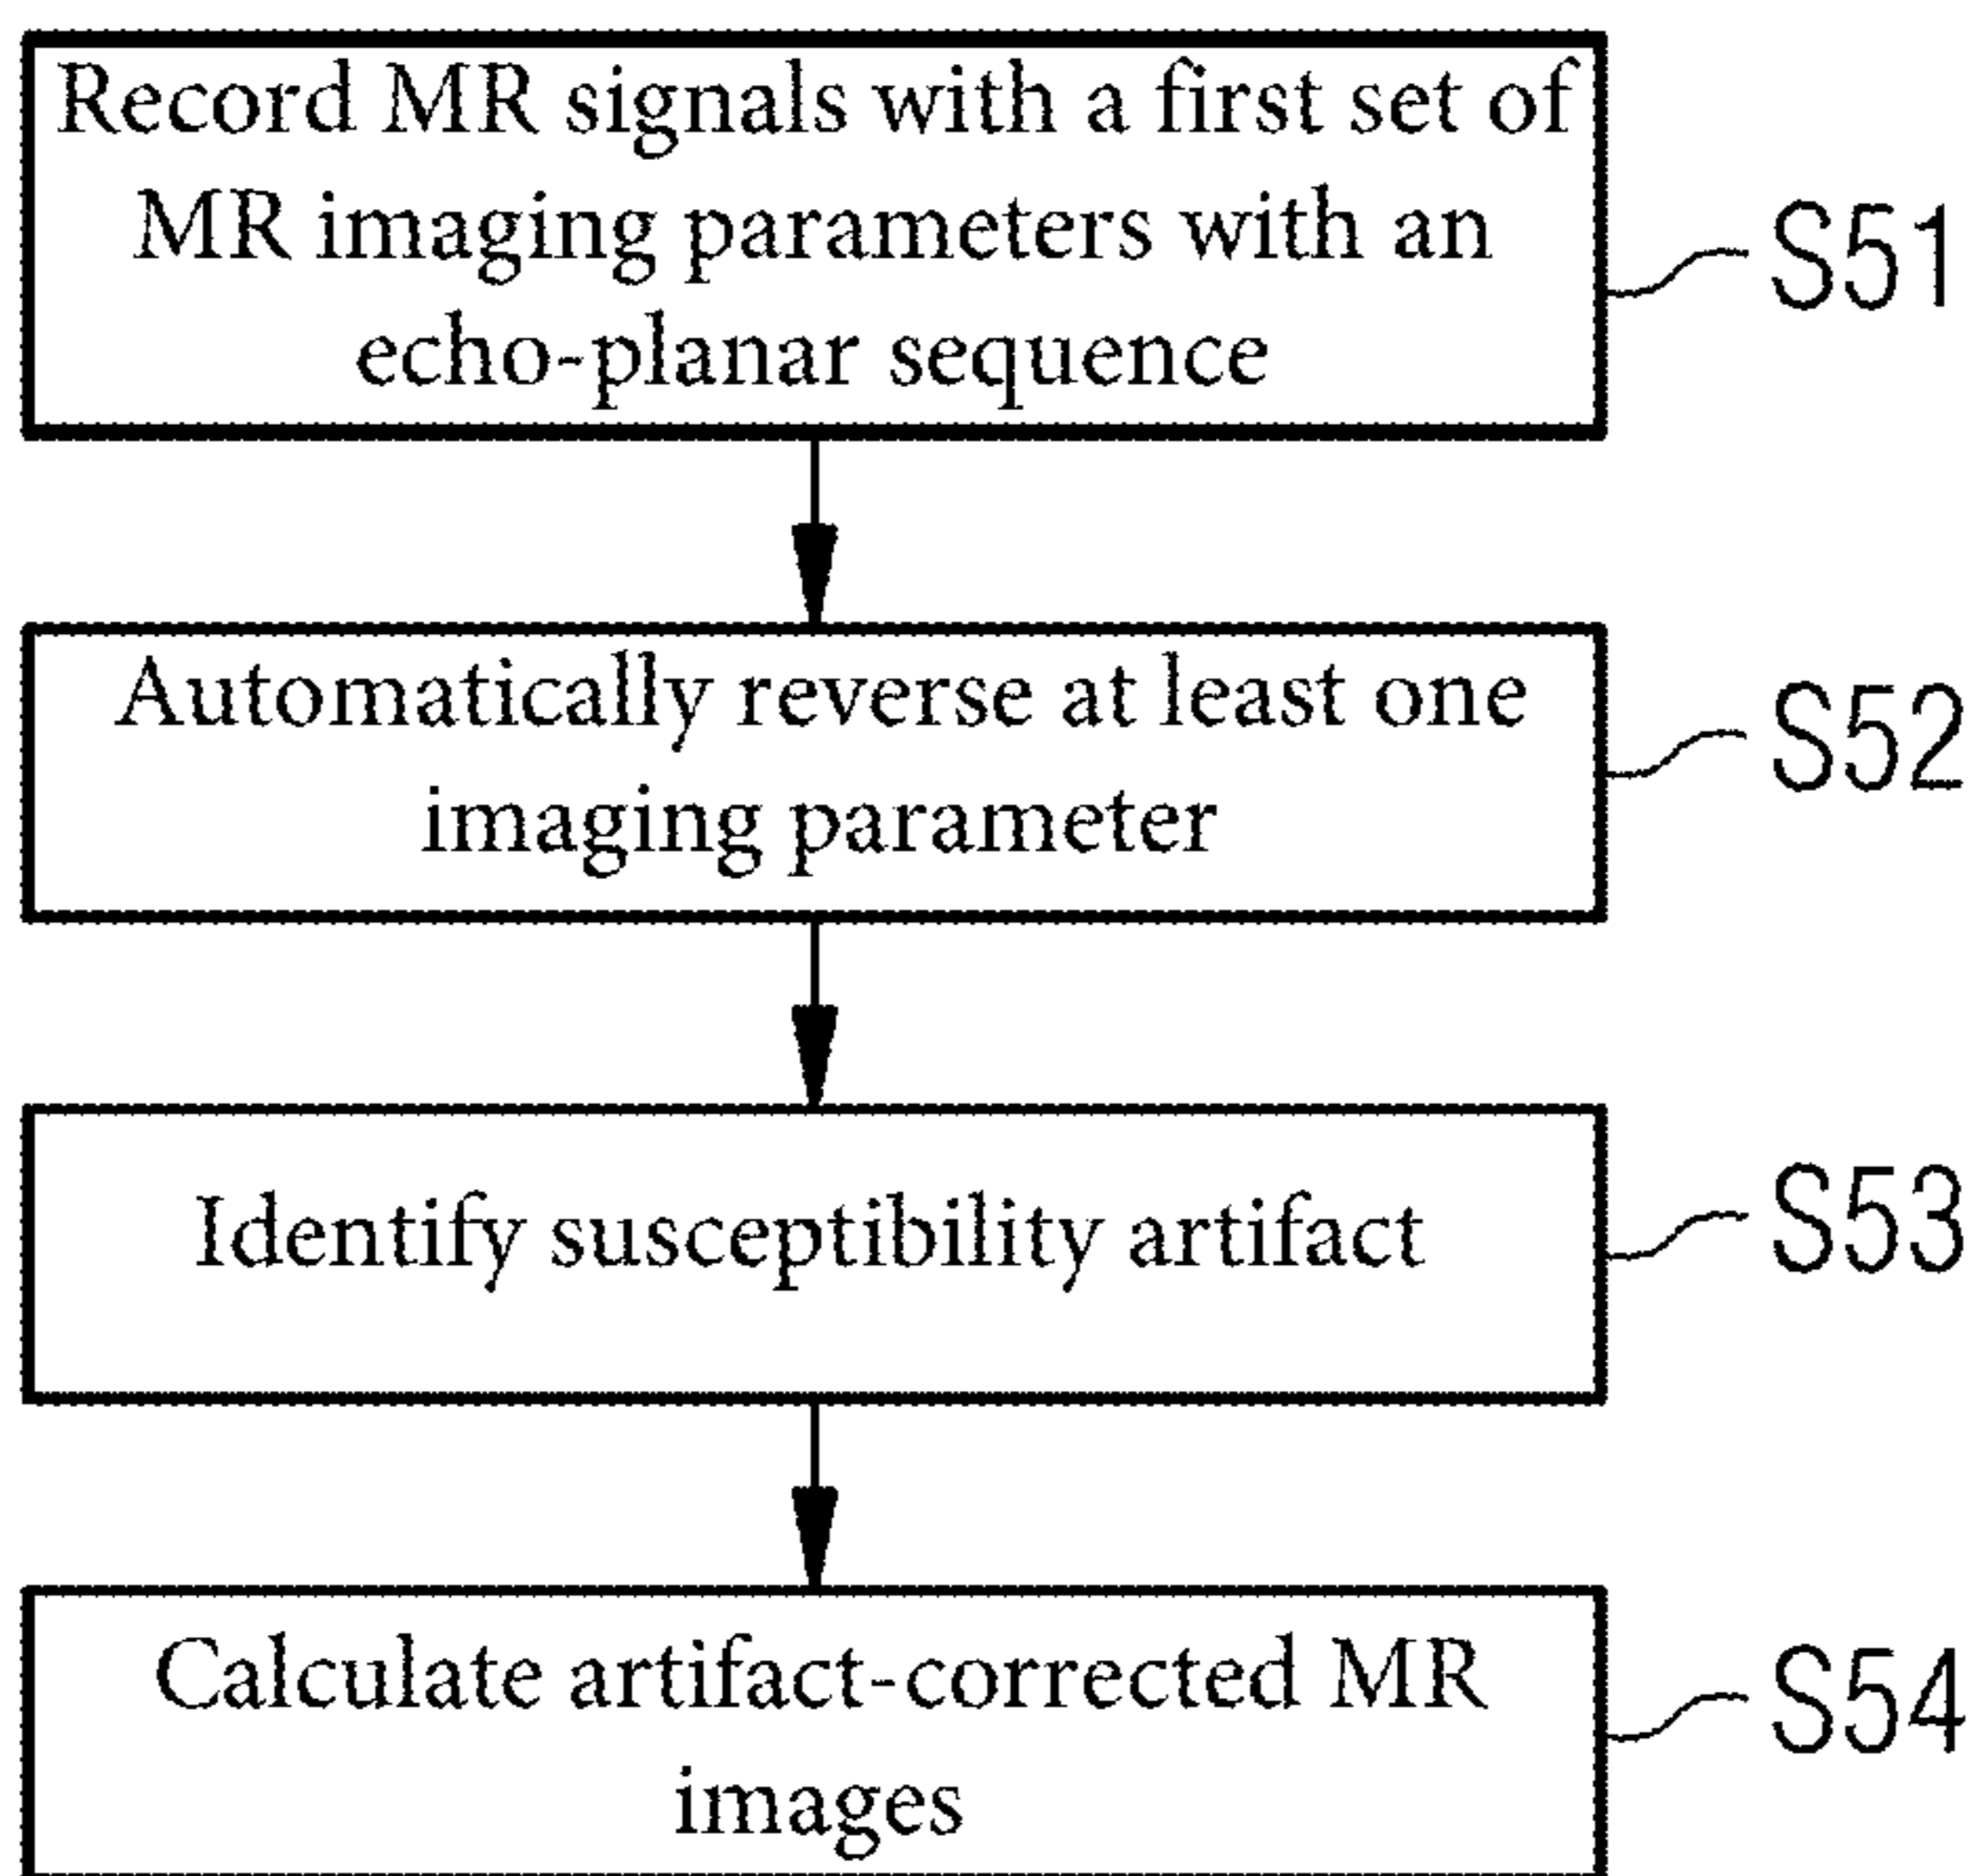 Record MR signals with a first set of
MR imaging parameters with an
echo-planar sequence
S51
Automatically reverse at least one
imaging parameter
S52
Identify susceptibility artifact
S53
Calculate artifact-corrected MR
images
S54